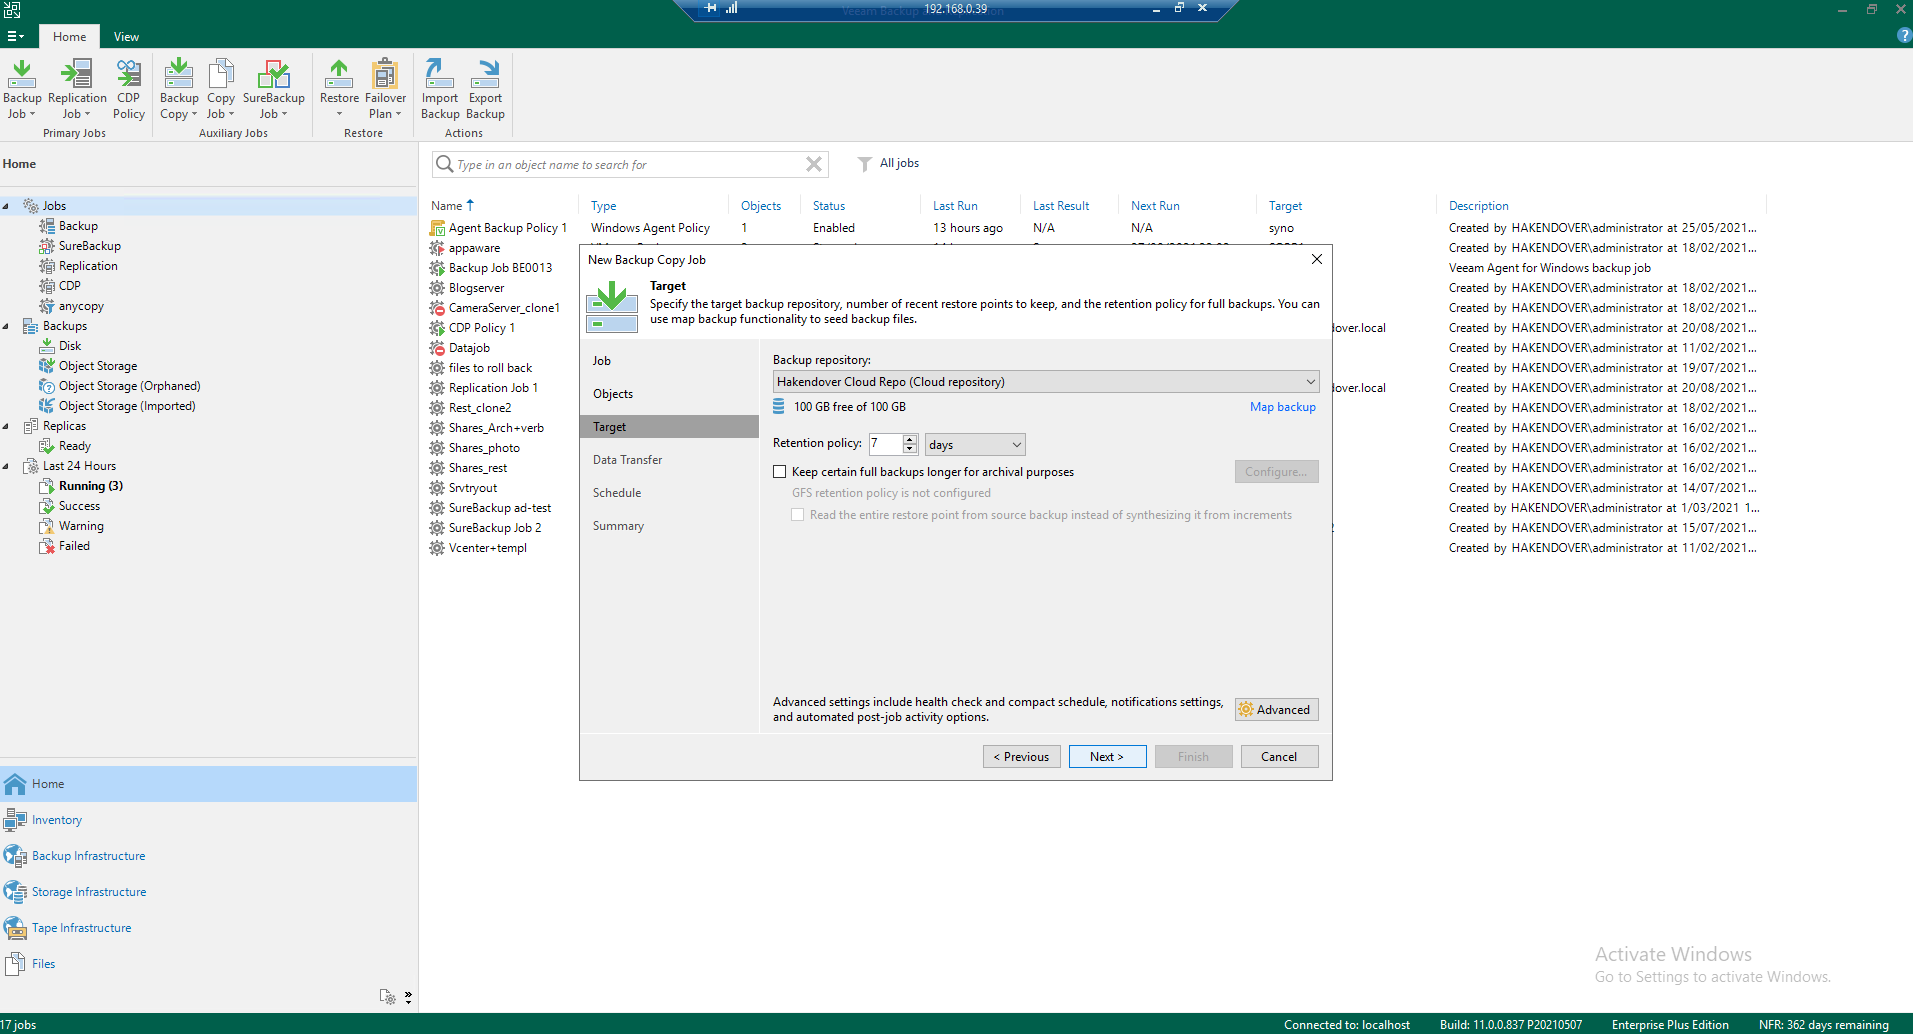 Veeam Backup and
192.168.0.39
Home
View
Backup Job
Replication Job
CDP Policy
Primary Jobs
Backup Copy
Copy Job
SureBackup Job
Auxiliary Jobs
Restore
Failover Plan
Restore
Import Backup
Export Backup
Actions
Home
Jobs
Backup
SureBackup
Replication
CDP
anycopy
Backups
Disk
Object Storage
Object Storage (Orphaned)
Object Storage (Imported)
Replicas
Ready
Last 24 Hours
Running (3)
Success
Warning
Failed
Home
Inventory
Backup Infrastructure
Storage Infrastructure
Tape Infrastructure
Files
Type in an object name to search for
All jobs
Name Type Objects Status Last Run Last Result Next Run Target Description
Agent Backup Policy 1 Windows Agent Policy 1 Enabled 13 hours ago N/A N/A syno Created by HAKENDOVER\administrator at 25/05/2021...
appaware Created by HAKENDOVER\administrator at 18/02/2021...
Backup Job BE0013 Veeam Agent for Windows backup job
Blogserver Created by HAKENDOVER\administrator at 18/02/2021...
CameraServer_clone1 Created by HAKENDOVER\administrator at 18/02/2021...
CDP Policy 1 dover.local Created by HAKENDOVER\administrator at 20/08/2021...
Datajob Created by HAKENDOVER\administrator at 11/02/2021...
files to roll back Created by HAKENDOVER\administrator at 19/07/2021...
Replication Job 1 dover.local Created by HAKENDOVER\administrator at 20/08/2021...
Rest_clone2 Created by HAKENDOVER\administrator at 18/02/2021...
Shares_Arch+verb Created by HAKENDOVER\administrator at 16/02/2021...
Shares_photo Created by HAKENDOVER\administrator at 16/02/2021...
Shares_rest Created by HAKENDOVER\administrator at 16/02/2021...
Srvtryout Created by HAKENDOVER\administrator at 14/07/2021...
SureBackup ad-test Created by HAKENDOVER\administrator at 1/03/2021 1...
SureBackup Job 2 2 Created by HAKENDOVER\administrator at 15/07/2021...
Vcenter+templ Created by HAKENDOVER\administrator at 11/02/2021...
New Backup Copy Job
Target
Specify the target backup repository, number of recent restore points to keep, and the retention policy for full backups. You can
use map backup functionality to seed backup files.
Job
Objects
Target
Data Transfer
Schedule
Summary
Backup repository:
Hakendover Cloud Repo (Cloud repository)
100 GB free of 100 GB Map backup
Retention policy: 7 days
Keep certain full backups longer for archival purposes Configure...
GFS retention policy is not configured
Read the entire restore point from source backup instead of synthesizing it from increments
Advanced settings include health check and compact schedule, notifications settings,
and automated post-job activity options.
Advanced
< Previous Next > Finish Cancel
Activate Windows
Go to Settings to activate Windows.
17 jobs Connected to: localhost Build: 11.0.0.837 P20210507 Enterprise Plus Edition NFR: 362 days remaining